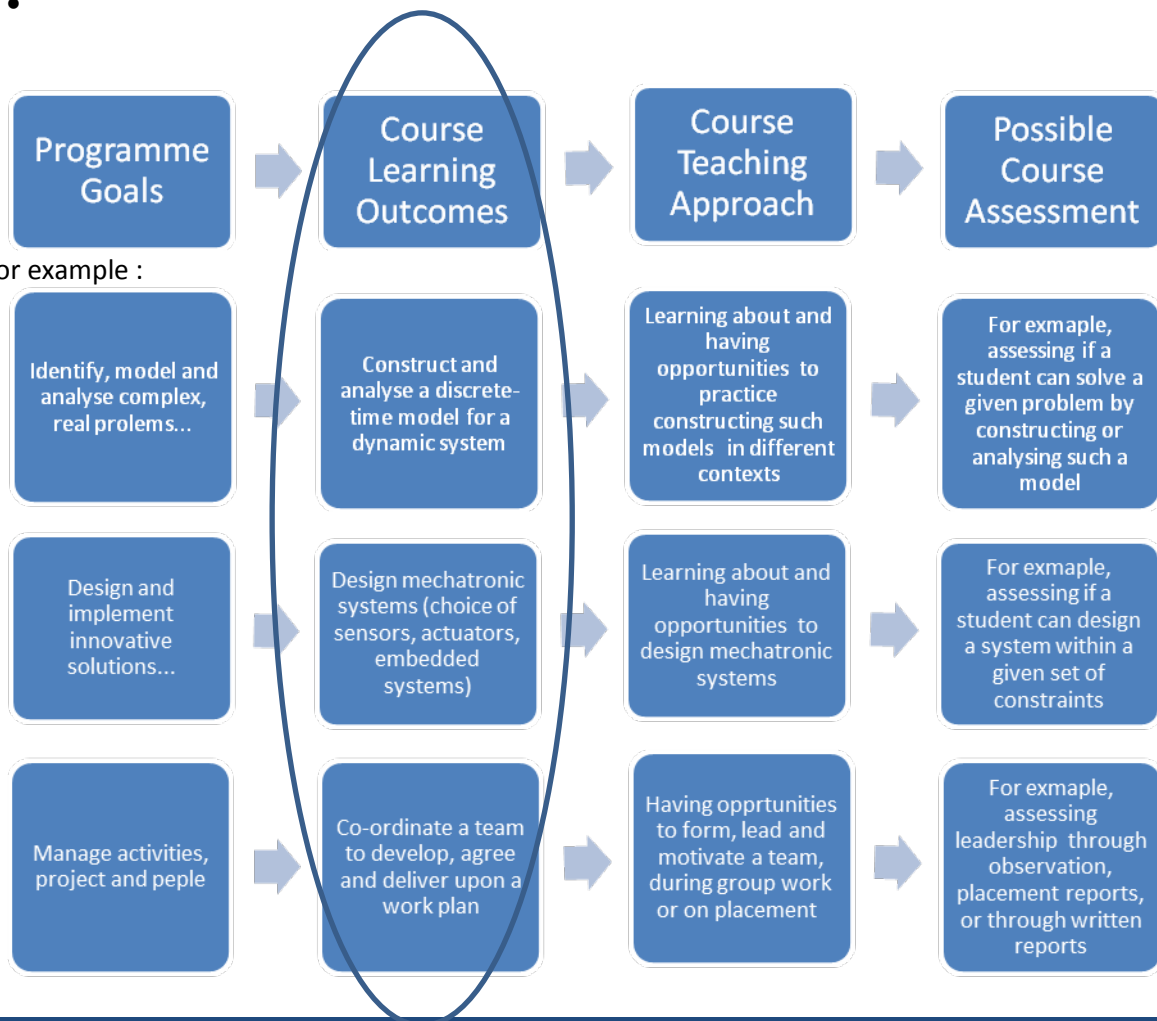 •
Programme
Goals
Course
Learning
Outcomes
Course
Teaching
Approach
Possible
Course
Assessment
or example :
Identify, model and
analyse complex,
real prolems...
Construct and
analyse a discrete-
time model for a
dynamic system
Learning about and
having
opportunities to
practice
constructing such
models in different
contexts
For exmaple,
assessing if a
student can solve a
given problem by
constructing or
analysing such a
model
Design and
implement
innovative
solutions...
Design mechatronic
systems (choice of
sensors, actuators,
embedded
systems)
Learning about and
having
opportunities to
design mechatronic
systems
For exmaple,
assessing if a
student can design
a system within a
given set of
constraints
Manage activities,
project and peple
Co-ordinate a team
to develop, agree
and deliver upon a
work plan
Having opprtunities
to form, lead and
motivate a team,
during group work
or on placement
For exmaple,
assessing
leadership through
observation,
placement reports,
or through written
reports